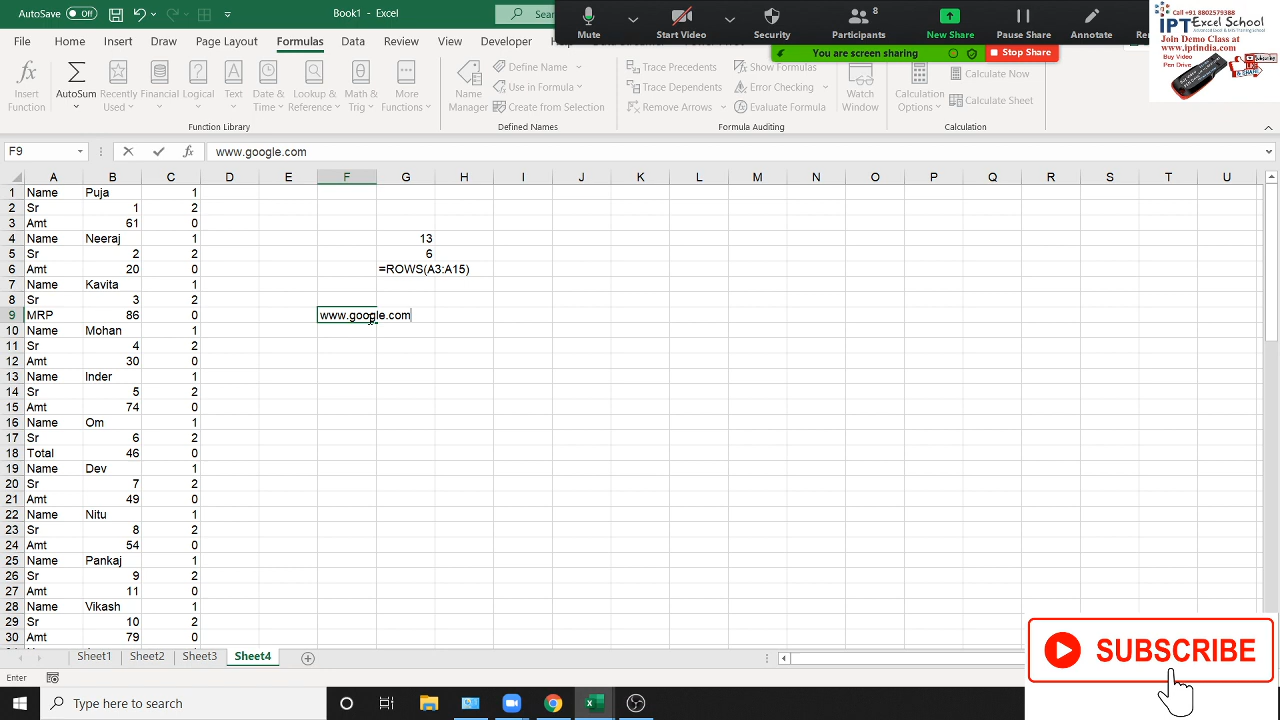 AutoSave Off Book1 - Excel Sear
Mute Start Video Security Participants 8 New Share Pause Share Annotate Re
You are screen sharing Stop Share
Call +91 8802579388
IPT Excel School
Join Demo Class at
www.iptindia.com
Buy Video
Pen Drive
File Home Insert Draw Page Layout Formulas Data Review View Developer Help
Insert Function
AutoSum
Recently Used
Financial
Logical
Text
Date & Time
Lookup & Reference
Math & Trig
More Functions
Function Library
Name Manager
Define Name
Use in Formula
Create from Selection
Defined Names
Trace Precedents
Trace Dependents
Remove Arrows
Show Formulas
Error Checking
Evaluate Formula
Watch Window
Formula Auditing
Calculation Options
Calculate Now
Calculate Sheet
Calculation
F9 fx www.google.com
A B C D E F G H I J K L M N O P Q R S T U
1 Name Puja 1
2 Sr 1 2
3 Amt 61 0
4 Name Neeraj 1 13
5 Sr 2 2 6
6 Amt 20 0 =ROWS(A3:A15)
7 Name Kavita 1
8 Sr 3 2
9 MRP 86 0 www.google.com
10 Name Mohan 1
11 Sr 4 2
12 Amt 30 0
13 Name Inder 1
14 Sr 5 2
15 Amt 74 0
16 Name Om 1
17 Sr 6 2
18 Total 46 0
19 Name Dev 1
20 Sr 7 2
21 Amt 49 0
22 Name Nitu 1
23 Sr 8 2
24 Amt 54 0
25 Name Pankaj 1
26 Sr 9 2
27 Amt 11 0
28 Name Vikash 1
29 Sr 10 2
30 Amt 79 0
Sheet1 Sheet2 Sheet3 Sheet4
SUBSCRIBE
Enter
Type here to search